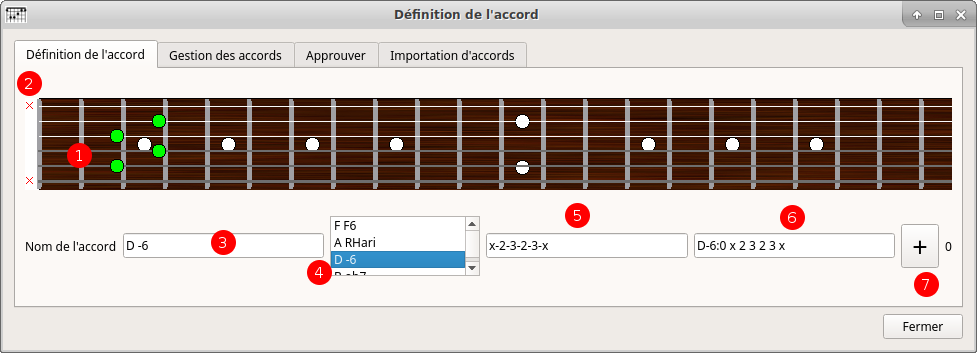 Définition de l'accord
Définition de l'accord Gestion des accords Approuver Importation d'accords
2
×
1
×
5 6
F F6
Nom de l'accord D -6 3 A RHari x-2-3-2-3-x D-6:0 x 2 3 2 3 x + 0
D -6
4
7
Fermer